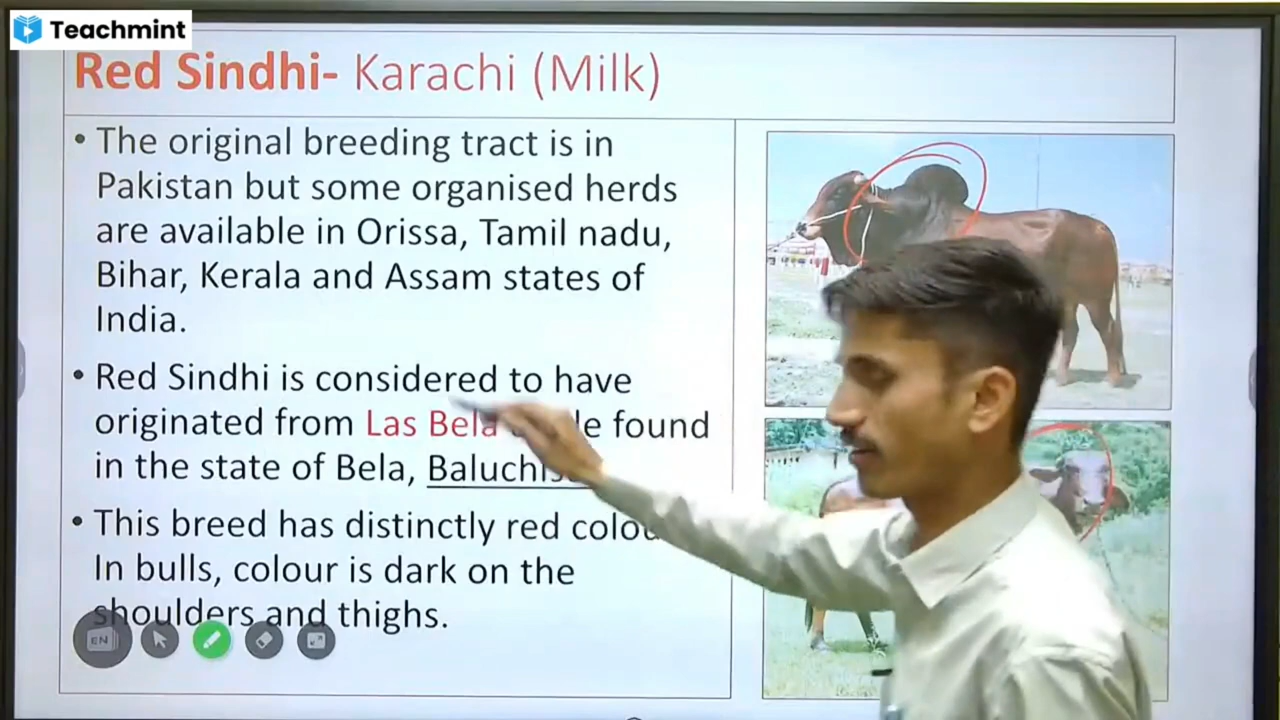 Teachmint
Red Sindhi- Karachi (Milk)
• The original breeding tract is in
Pakistan but some organised herds
are available in Orissa, Tamil nadu,
Bihar, Kerala and Assam states of
India.
• Red Sindhi is considered to have
originated from Las Bela found
in the state of Bela,
• This breed has distinctly red
In bulls, colour is dark on the
shoulders and thighs.
EN